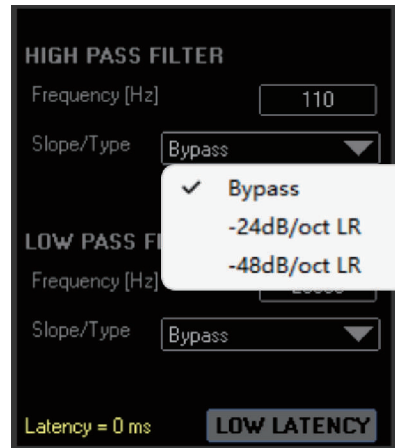 HIGH PASS FILTER
Frequency [Hz] 110
Slope/Type Bypass
✓ Bypass
-24dB/oct LR
-48dB/oct LR
LOW PASS
Frequency [Hz]
Slope/Type Bypass
Latency = 0 ms LOW LATENCY